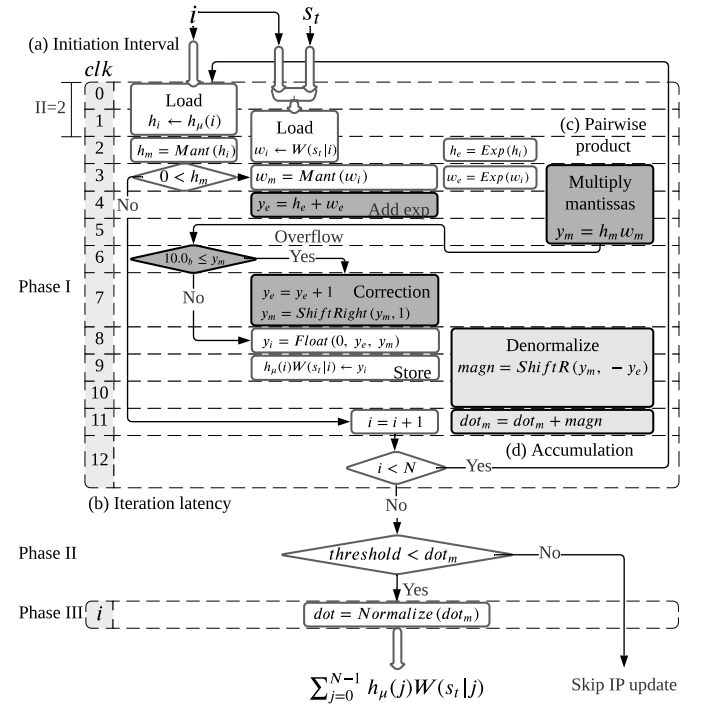 i
s_t
(a) Initiation Interval
clk
0
II=2
Load
h_i ← h_μ(i)
1
Load
w_i ← W(s_t|i)
(c) Pairwise
product
2
h_m = Mant(h_i)
h_e = Exp(h_i)
3
0 < h_m
w_m = Mant(w_i)
w_e = Exp(w_i)
Multiply
mantissas
y_m = h_m w_m
No
4
y_e = h_e + w_e
Add exp
5
Overflow
6
10.0_b ≤ y_m
Yes
Phase I
7
No
y_e = y_e + 1
Correction
y_m = ShiftRight(y_m, 1)
8
y_i = Float(0, y_e, y_m)
Denormalize
magn = ShiftR(y_m, − y_e)
9
h_μ(i)W(s_t|i) ← y_i
Store
10
11
i = i + 1
dot_m = dot_m + magn
(d) Accumulation
12
i < N
Yes
(b) Iteration latency
No
Phase II
threshold < dot_m
No
Yes
Phase III
i
dot = Normalize(dot_m)
∑_{j=0}^{N−1} h_μ(j)W(s_t|j)
Skip IP update